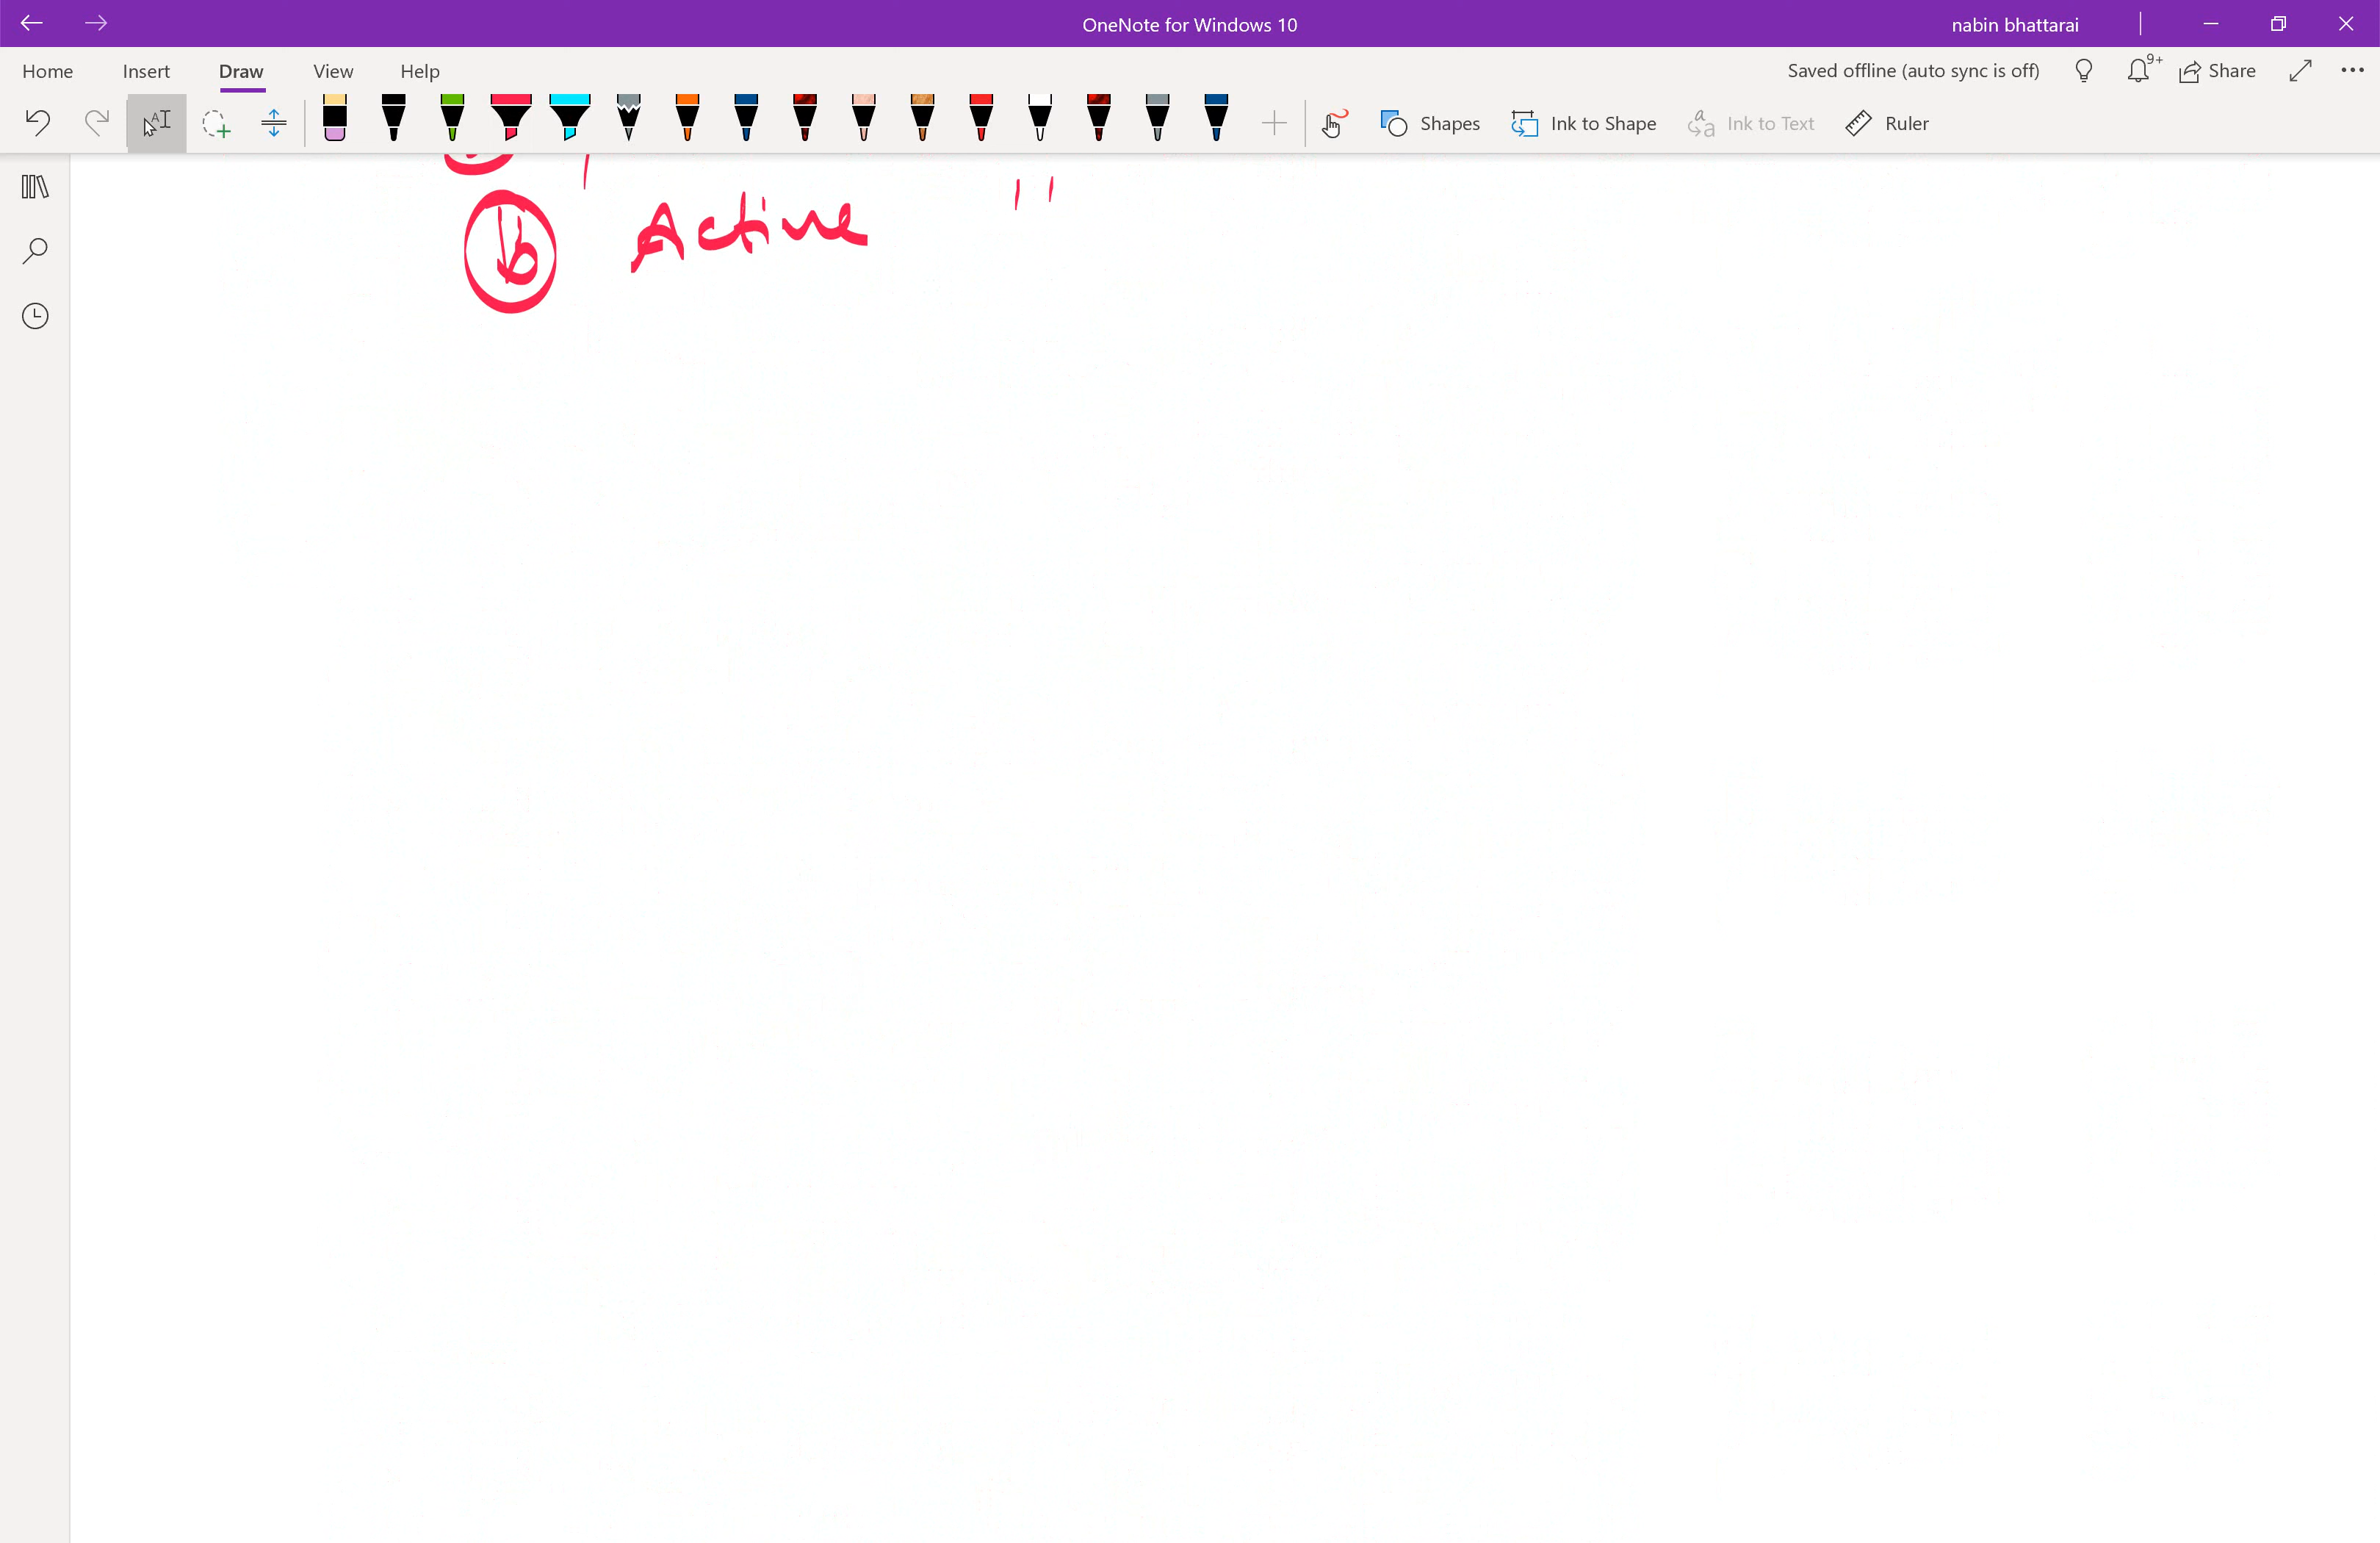 OneNote for Windows 10
nabin bhattarai
Home Insert Draw View Help
Saved offline (auto sync is off) 9+ Share
Shapes Ink to Shape Ink to Text Ruler
b Active "